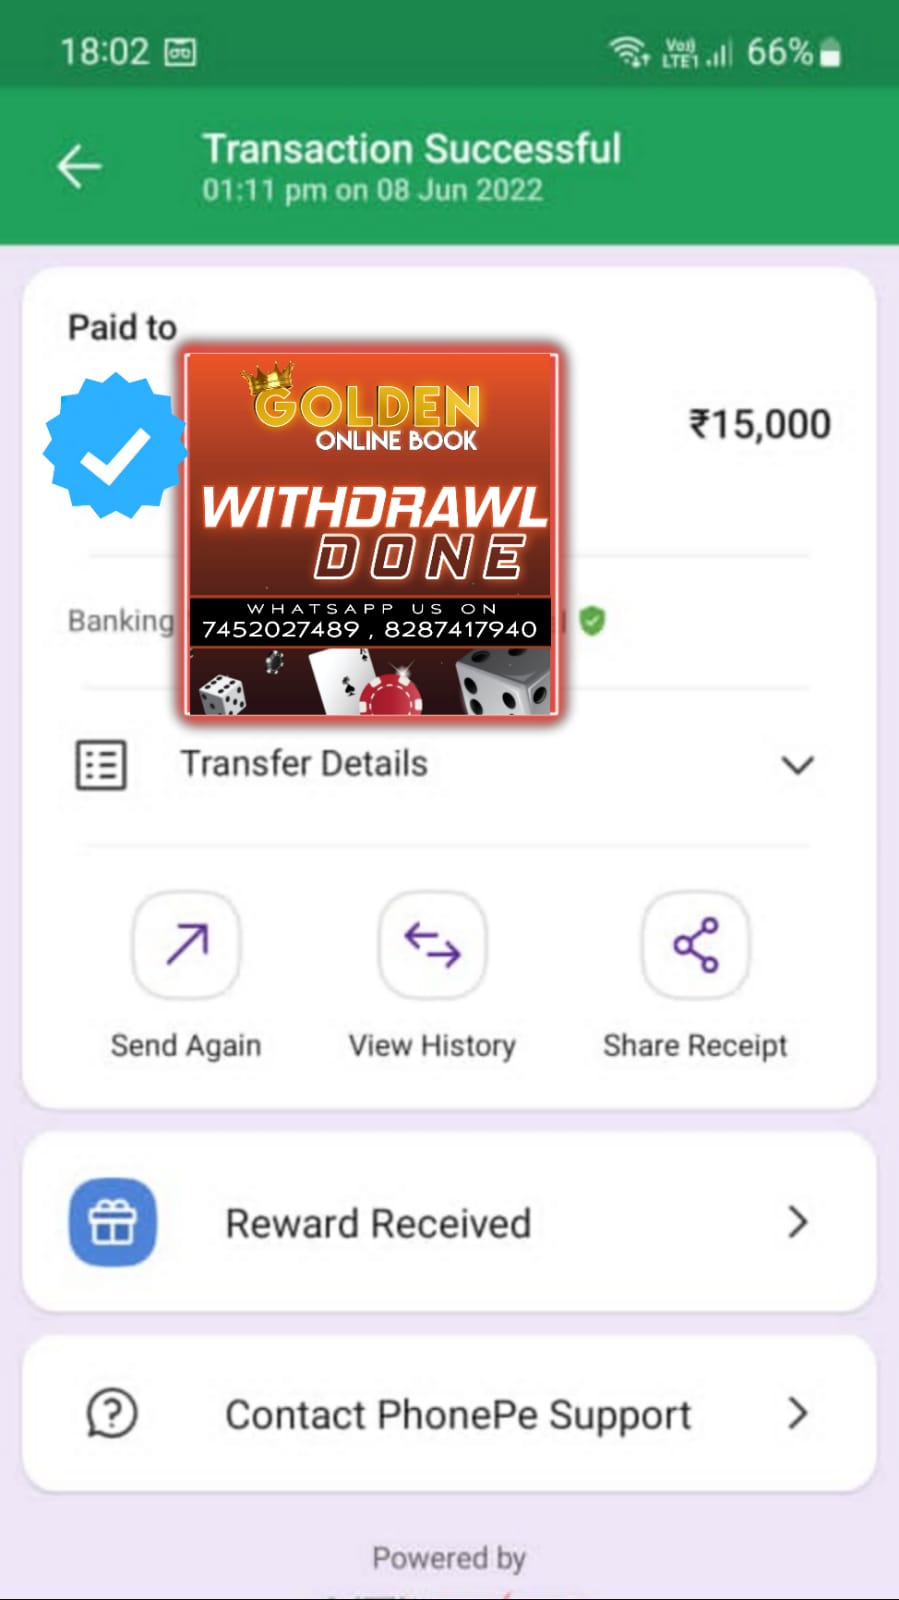 18:02
Vo)) LTE1 66%
Transaction Successful
01:11 pm on 08 Jun 2022
Paid to
₹15,000
GOLDEN
ONLINE BOOK
WITHDRAWL
DONE
WHATSAPP US ON
7452027489 , 8287417940
Banking
Transfer Details
Send Again
View History
Share Receipt
Reward Received
Contact PhonePe Support
Powered by